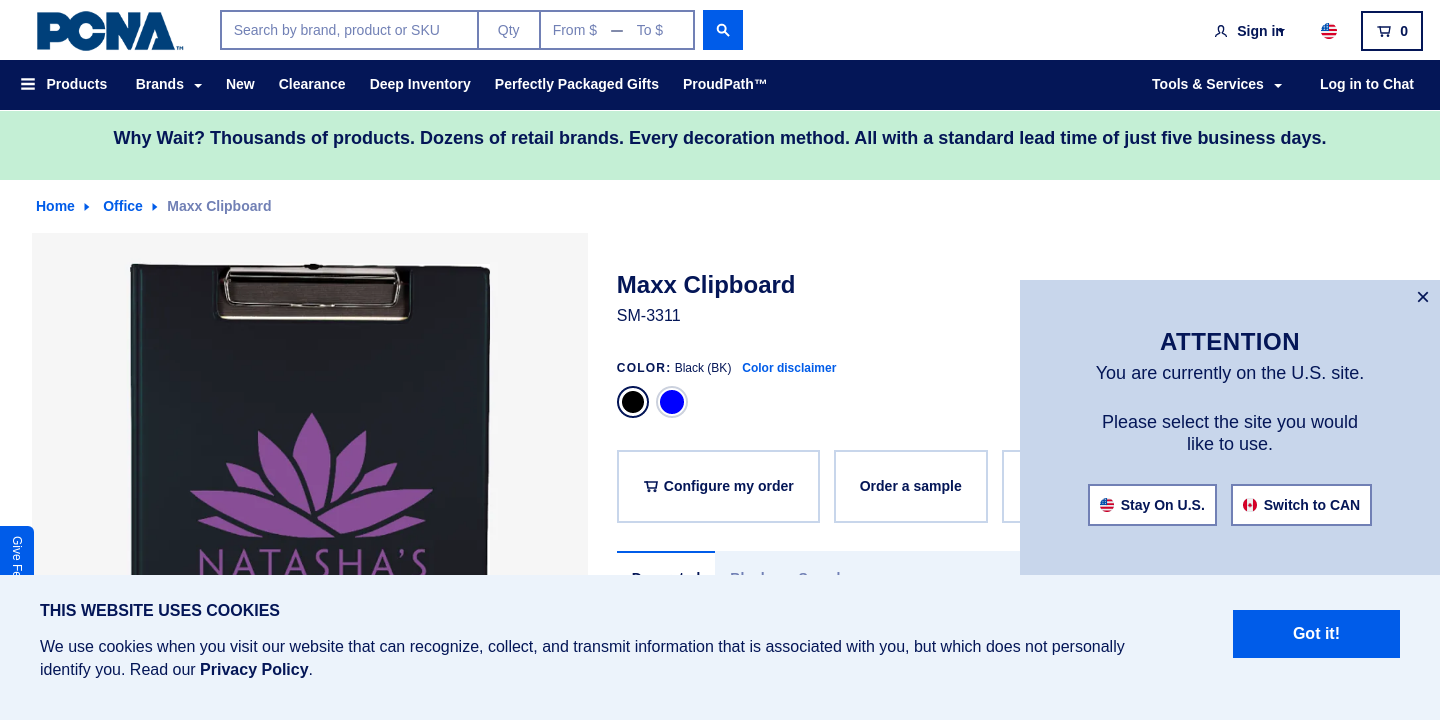 PCNA™
Search by brand, product or SKU
Qty
From $ — To $
Sign in
0
Products
Brands
New
Clearance
Deep Inventory
Perfectly Packaged Gifts
ProudPath™
Tools & Services
Log in to Chat
Why Wait? Thousands of products. Dozens of retail brands. Every decoration method. All with a standard lead time of just five business days.
Home
Office
Maxx Clipboard
NATASHA'S
Maxx Clipboard
SM-3311
COLOR: Black (BK) Color disclaimer
Configure my order
Order a sample
×
ATTENTION
You are currently on the U.S. site.
Please select the site you would
like to use.
Stay On U.S.
Switch to CAN
Give
THIS WEBSITE USES COOKIES
We use cookies when you visit our website that can recognize, collect, and transmit information that is associated with you, but which does not personally
identify you. Read our Privacy Policy.
Got it!